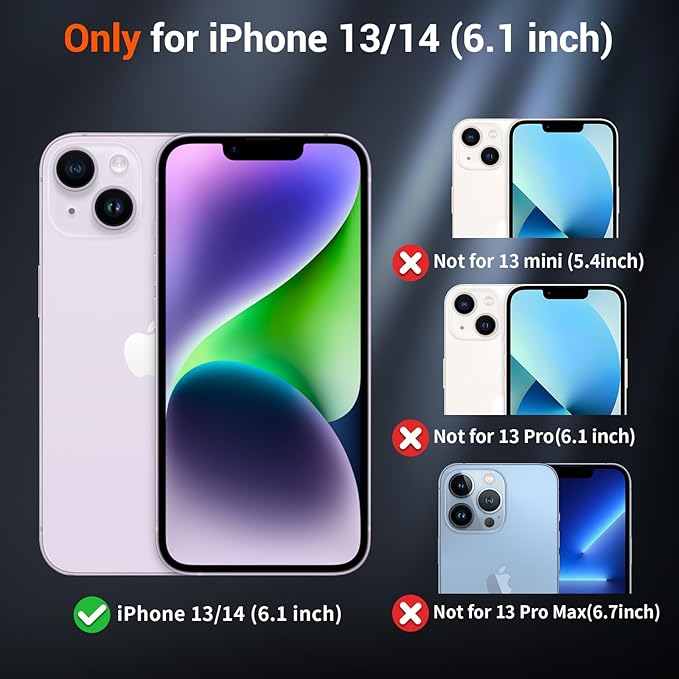 Only for iPhone 13/14 (6.1 inch)
Not for 13 mini (5.4inch)
Not for 13 Pro(6.1 inch)
iPhone 13/14 (6.1 inch)
Not for 13 Pro Max(6.7inch)